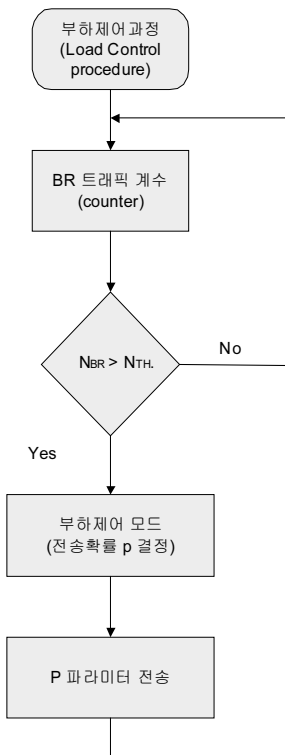 부하제어과정
(Load Control
procedure)
BR 트래픽 계수
(counter)
NBR > NTH.
No
Yes
부하제어 모드
(전송확률 p 결정)
P 파라미터 전송